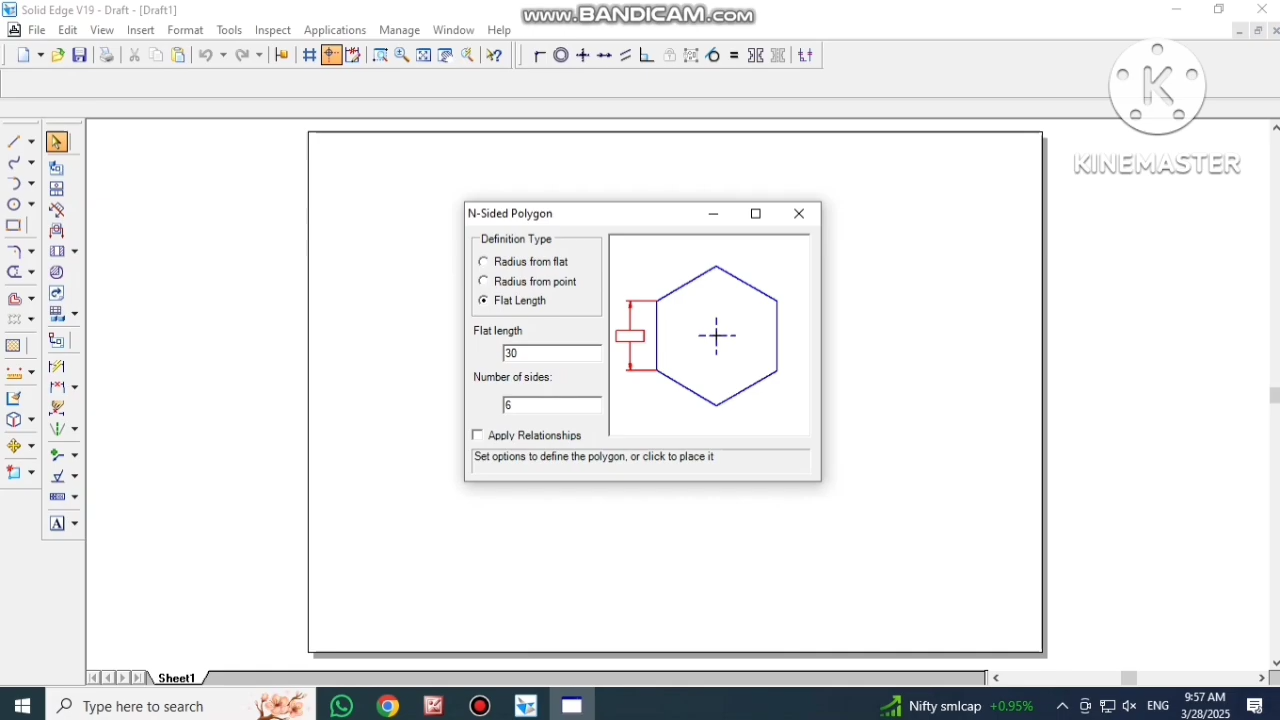 Solid Edge V19 - Draft - [Draft1]
www.BANDICAM.com
File Edit View Insert Format Tools Inspect Applications Manage Window Help
K
KINEMASTER
N-Sided Polygon
Definition Type
Radius from flat
Radius from point
Flat Length
Flat length
30
Number of sides:
6
Apply Relationships
Set options to define the polygon, or click to place it
A
Sheet1
Type here to search
Nifty smlcap +0.95%
ENG
9:57 AM
3/28/2025